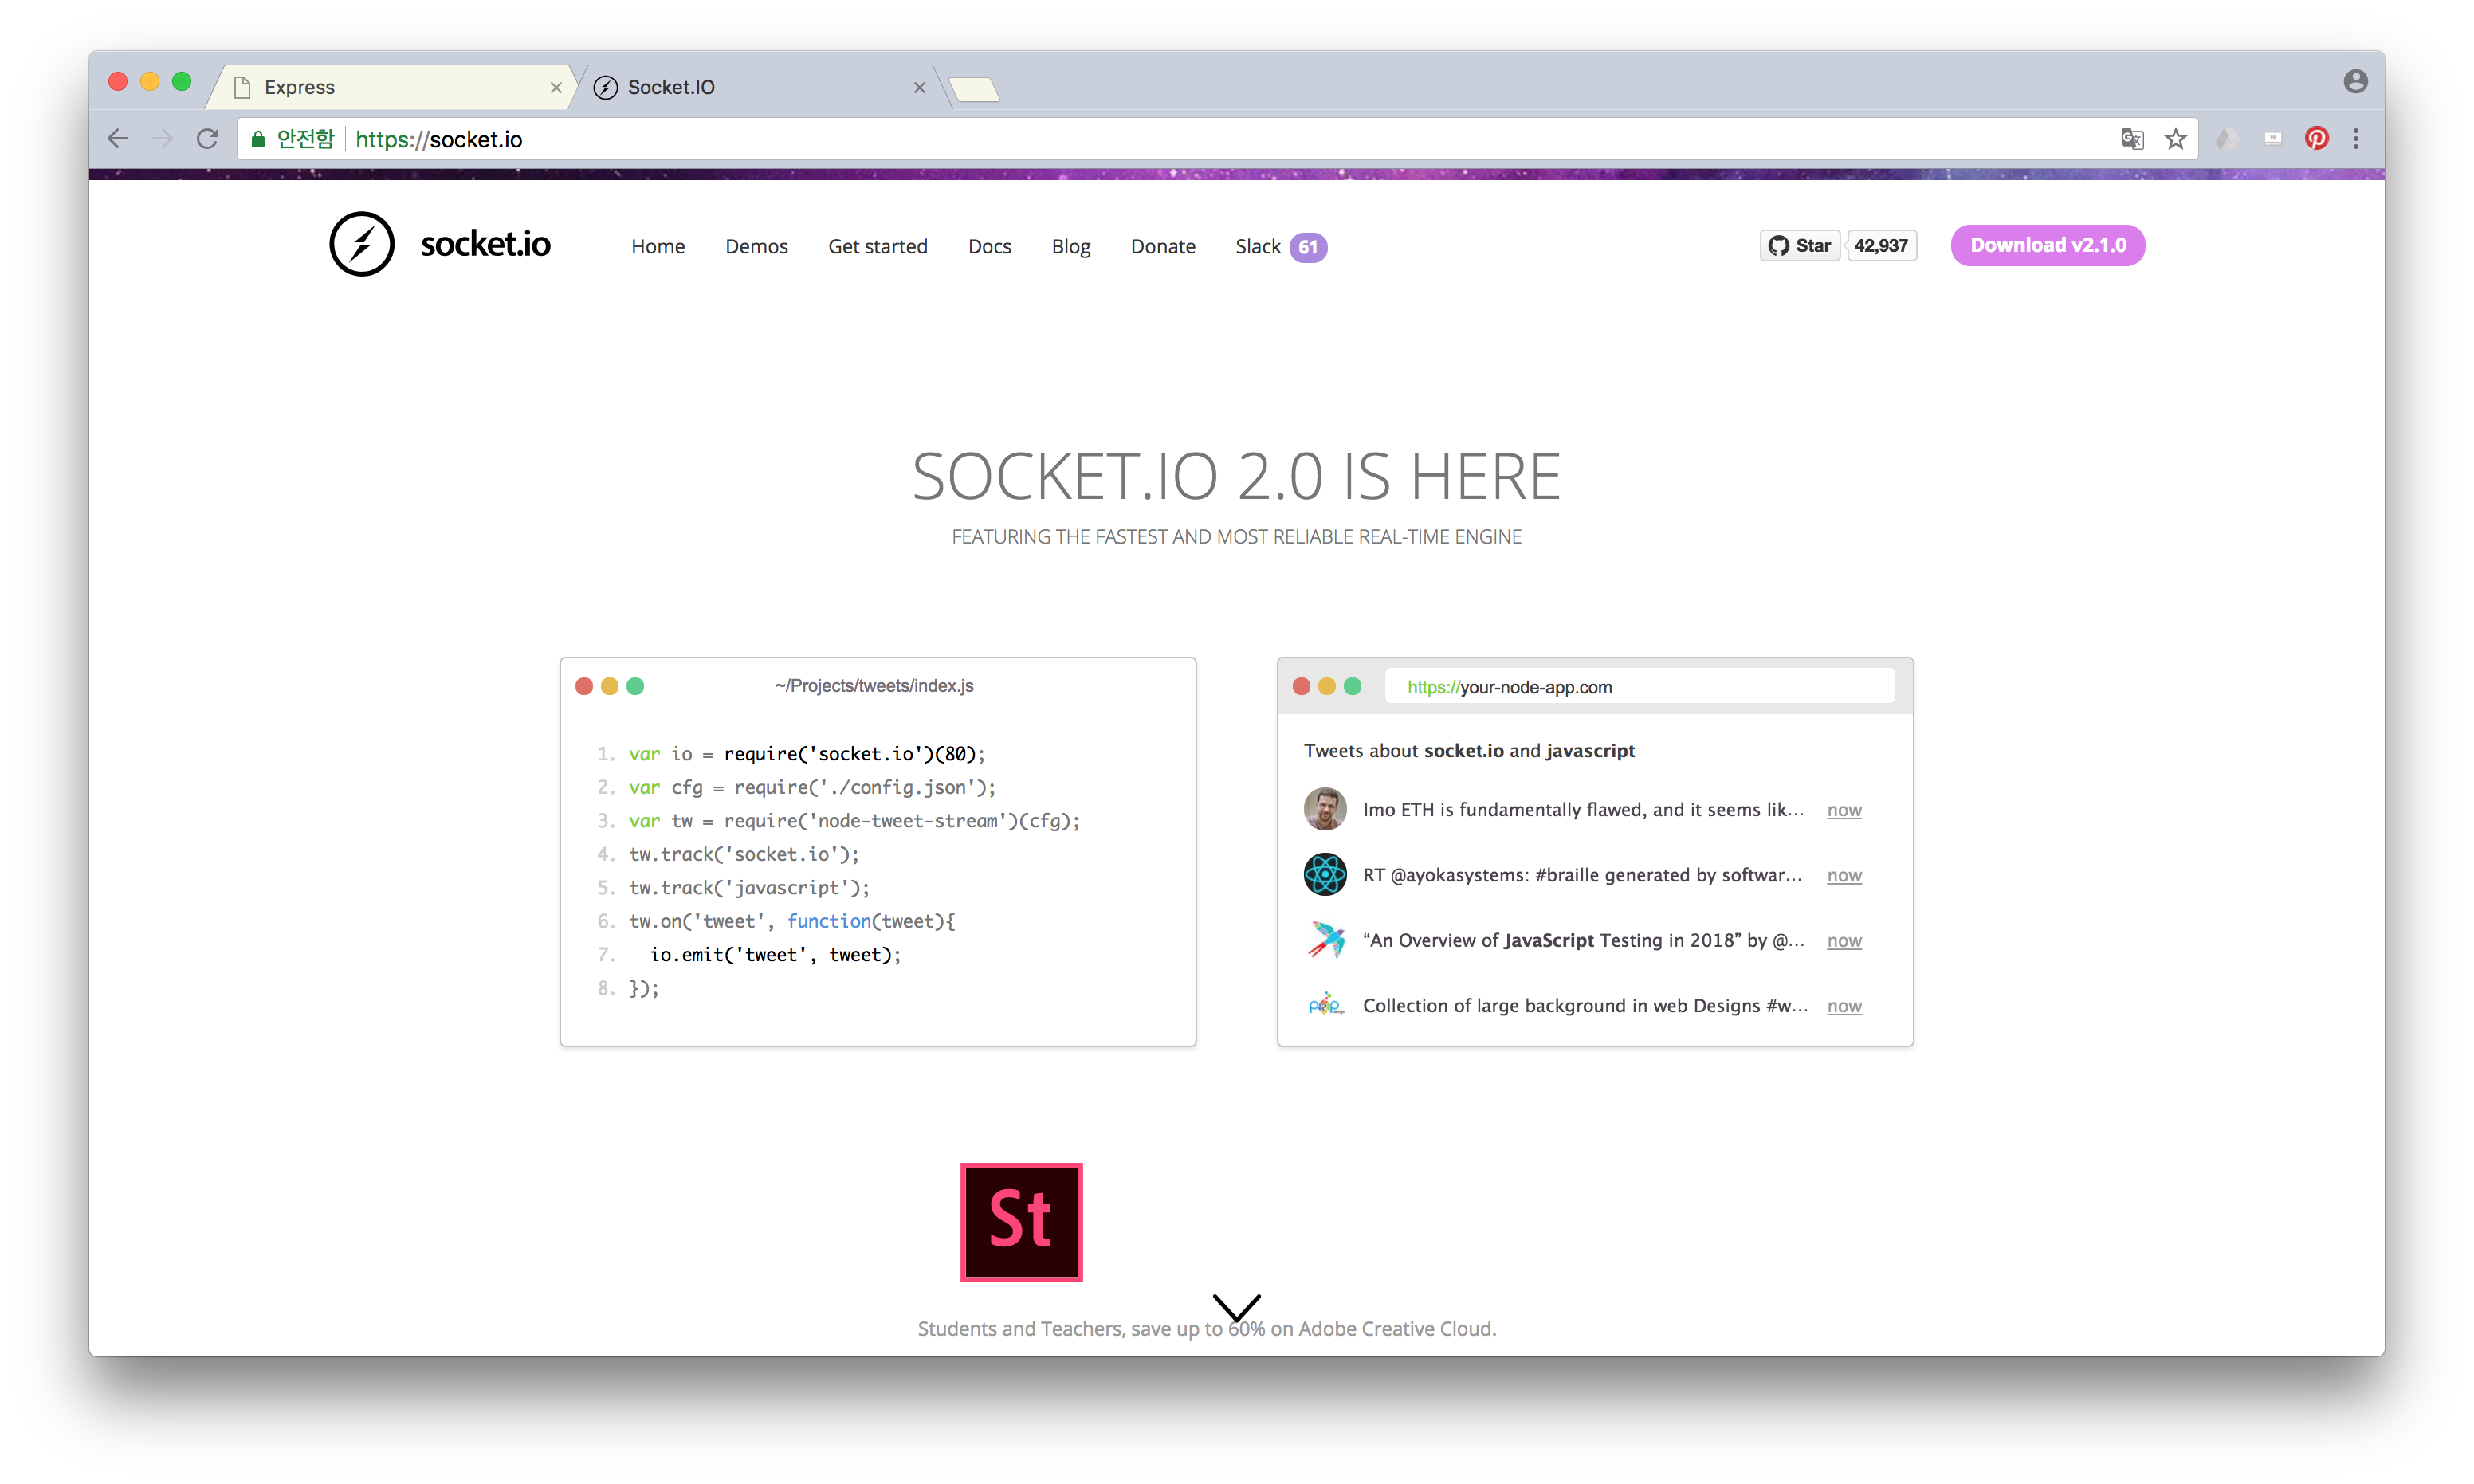 Express
Socket.IO
안전함 https://socket.io
socket.io
Home Demos Get started Docs Blog Donate Slack 61
Star 42,937
Download v2.1.0
SOCKET.IO 2.0 IS HERE
FEATURING THE FASTEST AND MOST RELIABLE REAL-TIME ENGINE
~/Projects/tweets/index.js
1. var io = require('socket.io')(80);
2. var cfg = require('./config.json');
3. var tw = require('node-tweet-stream')(cfg);
4. tw.track('socket.io');
5. tw.track('javascript');
6. tw.on('tweet', function(tweet){
7. io.emit('tweet', tweet);
8. });
https://your-node-app.com
Tweets about socket.io and javascript
Imo ETH is fundamentally flawed, and it seems lik... now
RT @ayokasystems: #braille generated by softwar... now
“An Overview of JavaScript Testing in 2018” by @... now
Collection of large background in web Designs #w... now
St
Students and Teachers, save up to 60% on Adobe Creative Cloud.